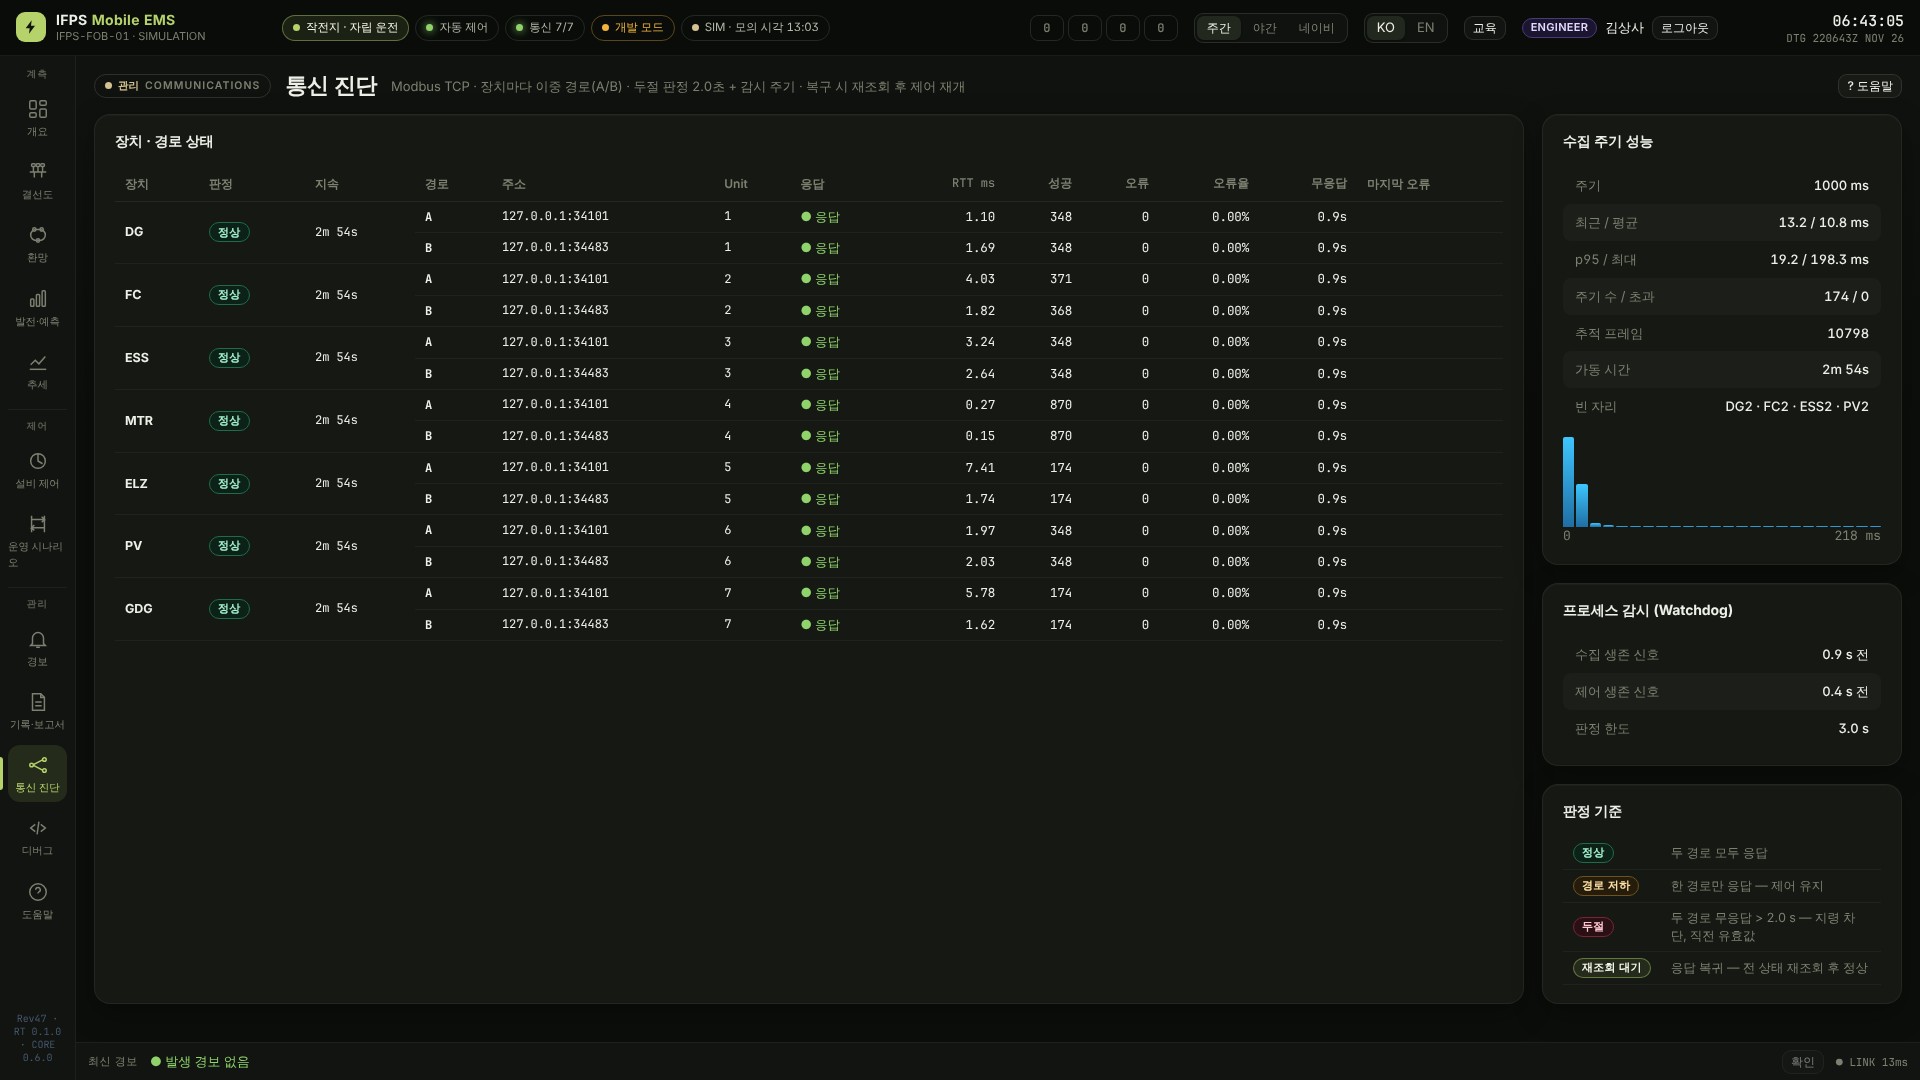 IFPS Mobile EMS
IFPS-FOB-01 · SIMULATION
작전지 · 자립 운전
자동 제어
통신 7/7
개발 모드
SIM · 모의 시각 13:03
0 0 0 0
주간 야간 네이비
KO EN
교육
ENGINEER 김상사 로그아웃
06:43:05
DTG 220643Z NOV 26
계측
개요
결선도
환망
발전·예측
추세
제어
설비 제어
운영 시나리
오
관리
경보
기록·보고서
통신 진단
디버그
도움말
Rev47 ·
RT 0.1.0
· CORE
0.6.0
관리 COMMUNICATIONS
통신 진단
Modbus TCP · 장치마다 이중 경로(A/B) · 두절 판정 2.0초 + 감시 주기 · 복구 시 재조회 후 제어 재개
? 도움말
장치 · 경로 상태
장치 판정 지속 경로 주소 Unit 응답 RTT ms 성공 오류 오류율 무응답 마지막 오류
DG 정상 2m 54s
A 127.0.0.1:34101 1 응답 1.10 348 0 0.00% 0.9s
B 127.0.0.1:34483 1 응답 1.69 348 0 0.00% 0.9s
FC 정상 2m 54s
A 127.0.0.1:34101 2 응답 4.03 371 0 0.00% 0.9s
B 127.0.0.1:34483 2 응답 1.82 368 0 0.00% 0.9s
ESS 정상 2m 54s
A 127.0.0.1:34101 3 응답 3.24 348 0 0.00% 0.9s
B 127.0.0.1:34483 3 응답 2.64 348 0 0.00% 0.9s
MTR 정상 2m 54s
A 127.0.0.1:34101 4 응답 0.27 870 0 0.00% 0.9s
B 127.0.0.1:34483 4 응답 0.15 870 0 0.00% 0.9s
ELZ 정상 2m 54s
A 127.0.0.1:34101 5 응답 7.41 174 0 0.00% 0.9s
B 127.0.0.1:34483 5 응답 1.74 174 0 0.00% 0.9s
PV 정상 2m 54s
A 127.0.0.1:34101 6 응답 1.97 348 0 0.00% 0.9s
B 127.0.0.1:34483 6 응답 2.03 348 0 0.00% 0.9s
GDG 정상 2m 54s
A 127.0.0.1:34101 7 응답 5.78 174 0 0.00% 0.9s
B 127.0.0.1:34483 7 응답 1.62 174 0 0.00% 0.9s
수집 주기 성능
주기 1000 ms
최근 / 평균 13.2 / 10.8 ms
p95 / 최대 19.2 / 198.3 ms
주기 수 / 초과 174 / 0
추적 프레임 10798
가동 시간 2m 54s
빈 자리 DG2 · FC2 · ESS2 · PV2
0 218 ms
프로세스 감시 (Watchdog)
수집 생존 신호 0.9 s 전
제어 생존 신호 0.4 s 전
판정 한도 3.0 s
판정 기준
정상 두 경로 모두 응답
경로 저하 한 경로만 응답 — 제어 유지
두절 두 경로 무응답 > 2.0 s — 지령 차
단, 직전 유효값
재조회 대기 응답 복귀 — 전 상태 재조회 후 정상
최신 경보 발생 경보 없음
확인 LINK 13ms